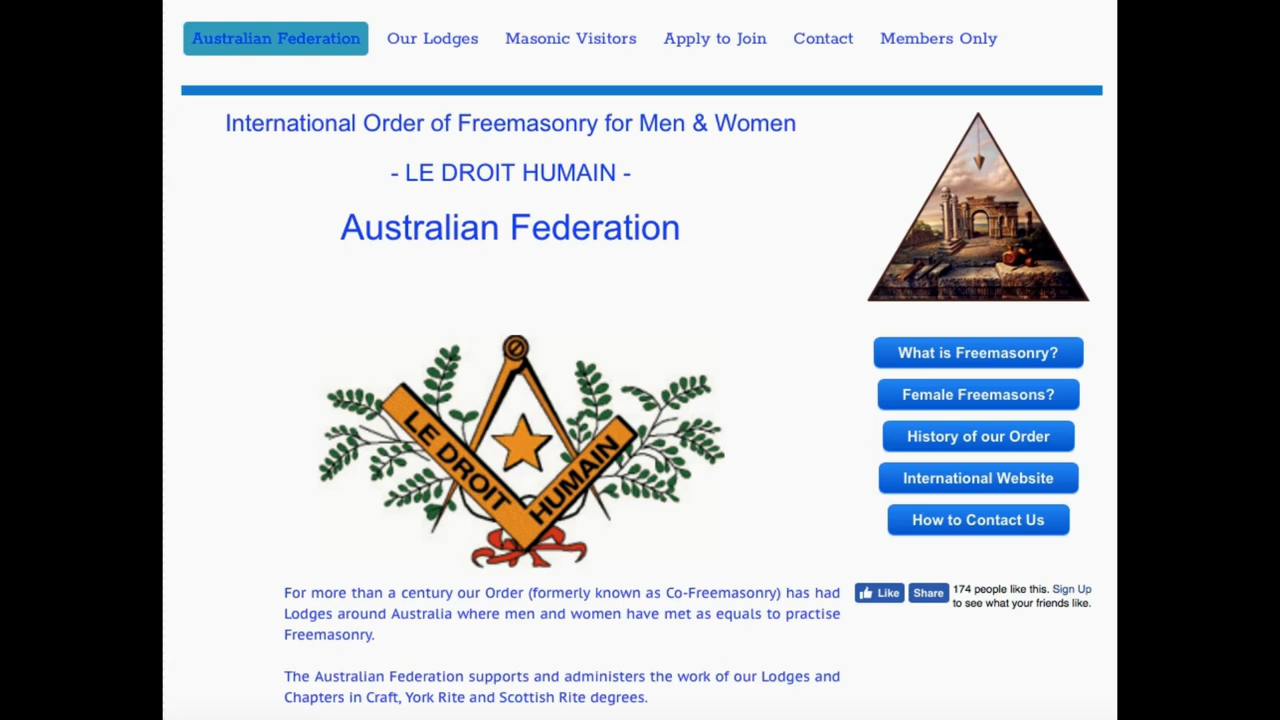 Australian Federation Our Lodges Masonic Visitors Apply to Join Contact Members Only
International Order of Freemasonry for Men & Women
- LE DROIT HUMAIN -
Australian Federation
LE DROIT HUMAIN
For more than a century our Order (formerly known as Co-Freemasonry) has had
Lodges around Australia where men and women have met as equals to practise
Freemasonry.
The Australian Federation supports and administers the work of our Lodges and
Chapters in Craft, York Rite and Scottish Rite degrees.
What is Freemasonry?
Female Freemasons?
History of our Order
International Website
How to Contact Us
Like Share 174 people like this. Sign Up
to see what your friends like.